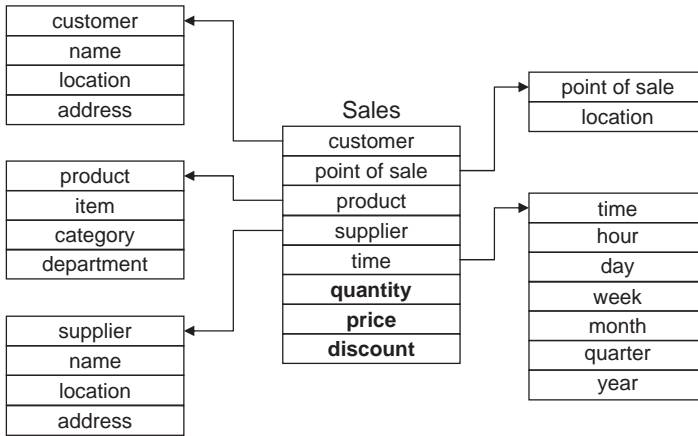 customer
name
location
address
product
item
category
department
supplier
name
location
address
Sales
customer
point of sale
product
supplier
time
quantity
price
discount
point of sale
location
time
hour
day
week
month
quarter
year